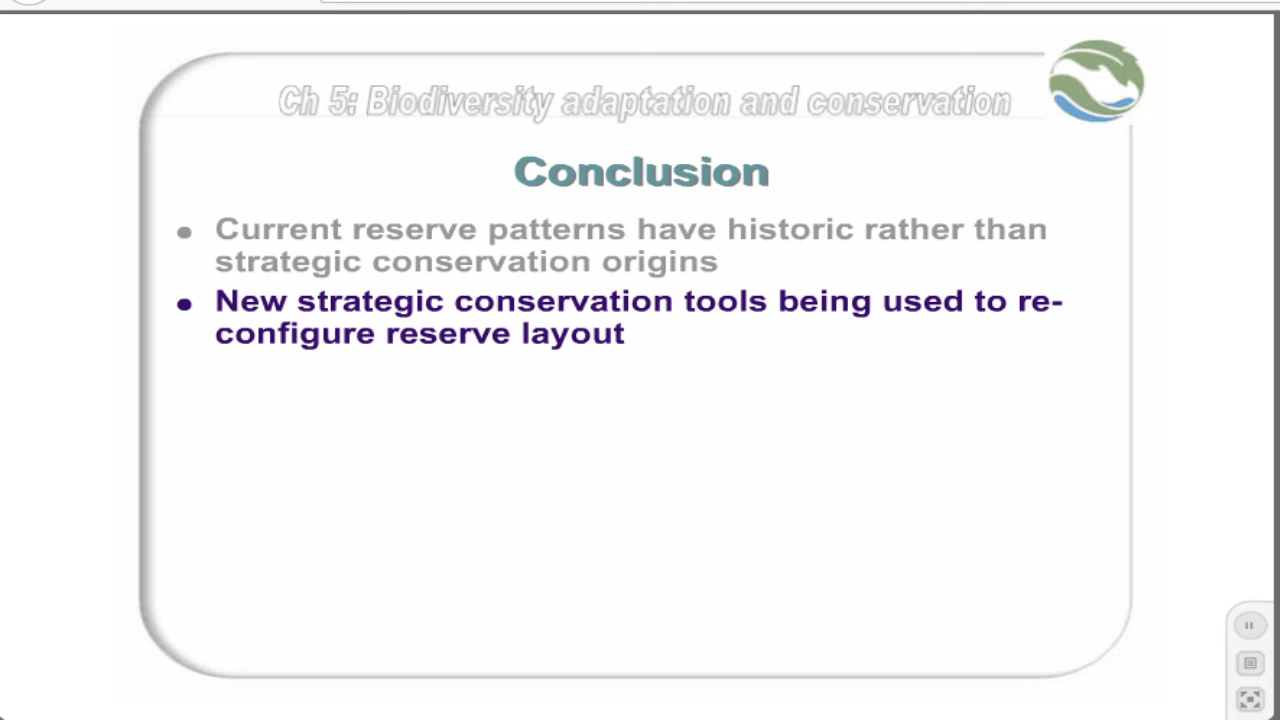 Ch 5: Biodiversity adaptation and conservation
Conclusion
• Current reserve patterns have historic rather than
strategic conservation origins
• New strategic conservation tools being used to re-
configure reserve layout